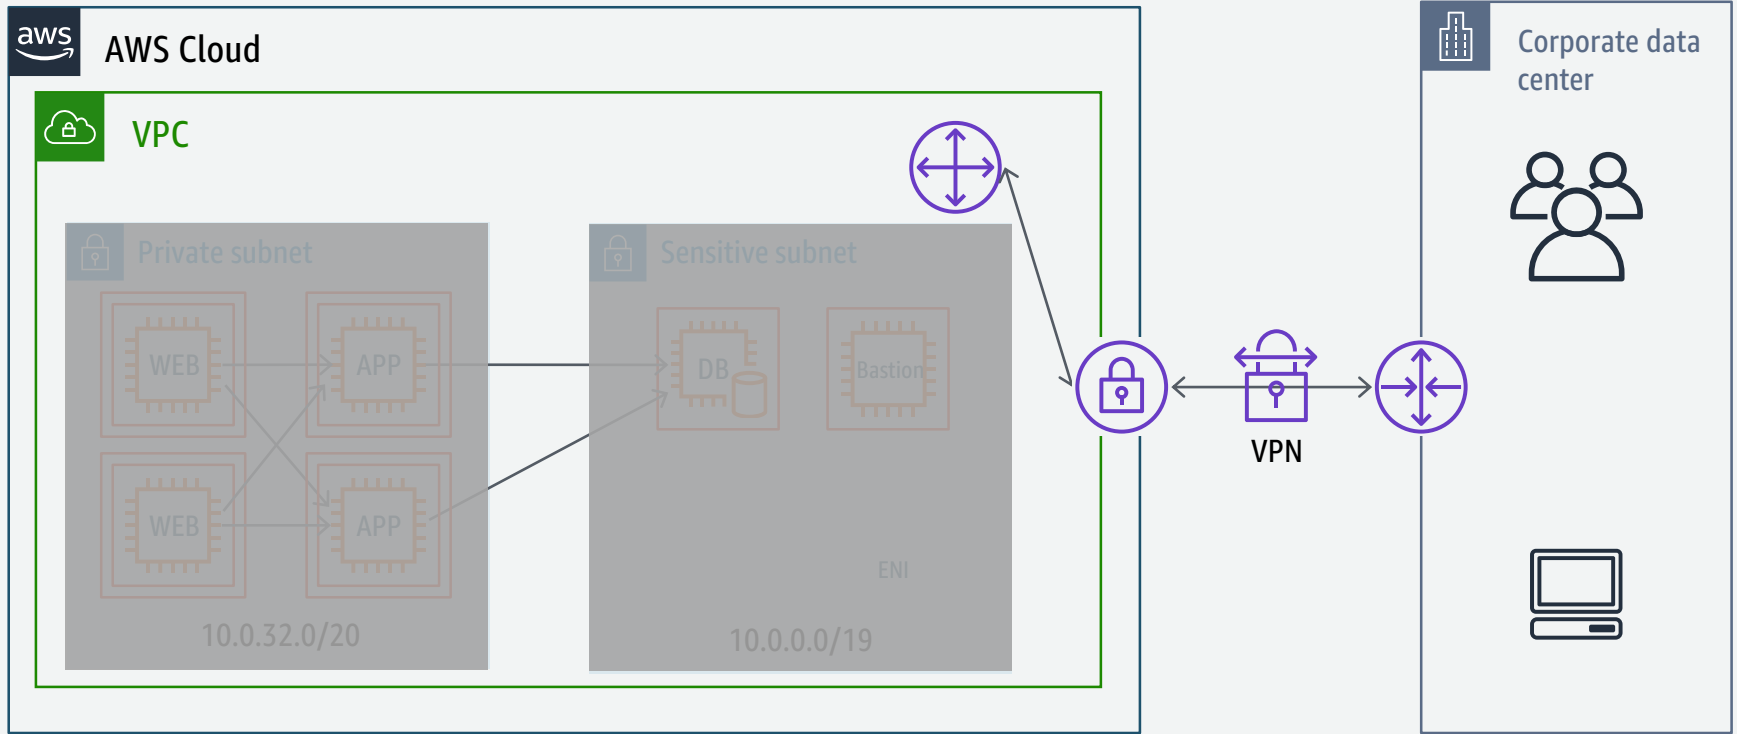 aws
AWS Cloud
Corporate data
center
VPC
Private subnet
Sensitive subnet
WEB
APP
DB
Bastion
VPN
WEB
APP
ENI
10.0.32.0/20
10.0.0.0/19